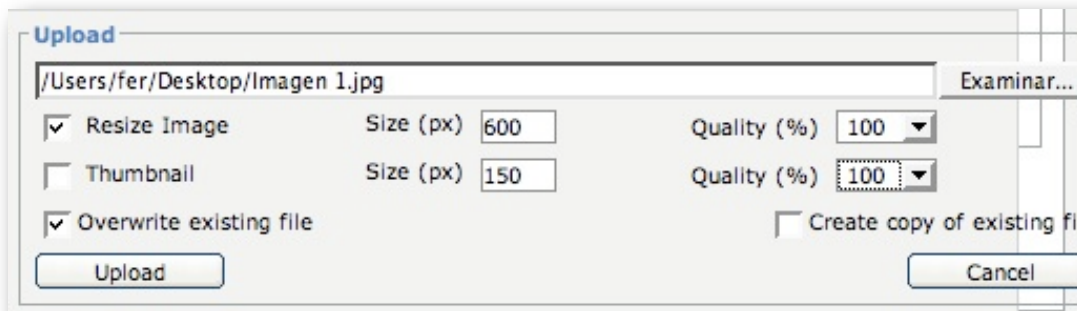 Upload
/Users/fer/Desktop/Imagen 1.jpg Examinar...
Resize Image Size (px) 600 Quality (%) 100
Thumbnail Size (px) 150 Quality (%) 100
Overwrite existing file Create copy of existing fi
Upload Cancel